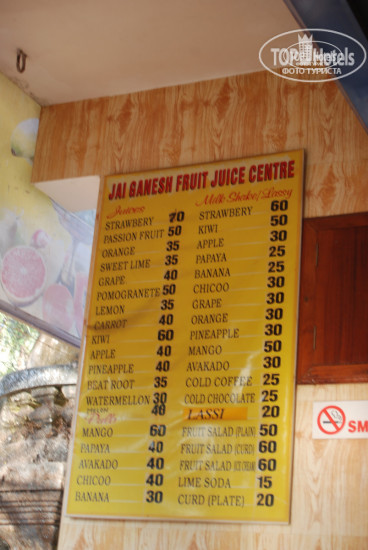 TOPHotels
ФОТО ТУРИСТА
JAI GANESH FRUIT JUICE CENTRE
Juices
STRAWBERY 70
PASSION FRUIT 50
ORANGE 35
SWEET LIME 35
GRAPE 40
POMOGRANETE 50
LEMON 35
CARROT 40
KIWI 60
APPLE 40
PINEAPPLE 40
BEAT ROOT 35
WATERMELLON 30
40
MANGO 60
PAPAYA 40
AVAKADO 40
CHICOO 40
BANANA 30
Milk Shake/Lassy
STRAWBERY 60
KIWI 50
APPLE 30
PAPAYA 25
BANANA 25
CHICOO 30
GRAPE 30
ORANGE 30
PINEAPPLE 30
MANGO 50
AVAKADO 30
COLD COFFEE 25
COLD CHOCOLATE 25
LASSI 20
FRUIT SALAD (PLAIN) 50
FRUIT SALAD (CURD) 60
FRUIT SALAD 60
LIME SODA 15
CURD (PLATE) 20
SM